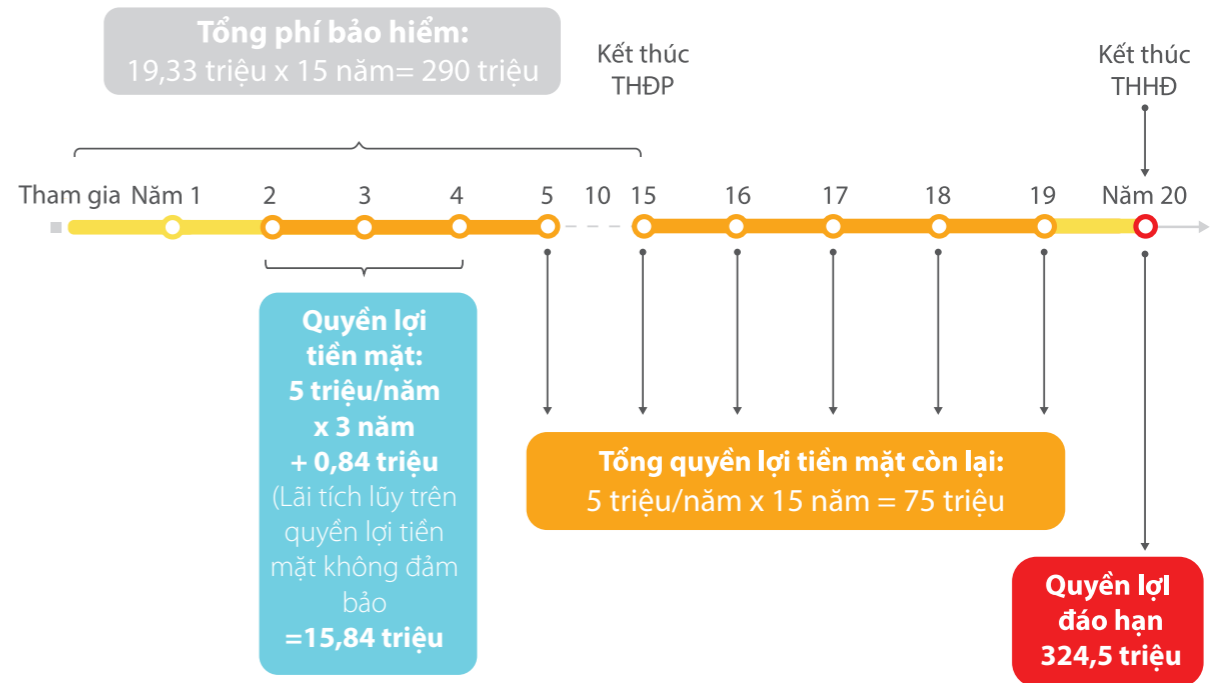 Tổng phí bảo hiểm:
19,33 triệu x 15 năm= 290 triệu
Kết thúc
THĐP
Kết thúc
THHĐ
Tham gia Năm 1 2 3 4 5 10 15 16 17 18 19 Năm 20
Quyền lợi
tiền mặt:
5 triệu/năm
x 3 năm
+ 0,84 triệu
(Lãi tích lũy trên
quyền lợi tiền
mặt không đảm
bảo
=15,84 triệu
Tổng quyền lợi tiền mặt còn lại:
5 triệu/năm x 15 năm = 75 triệu
Quyền lợI
đáo hạn
324,5 triệu